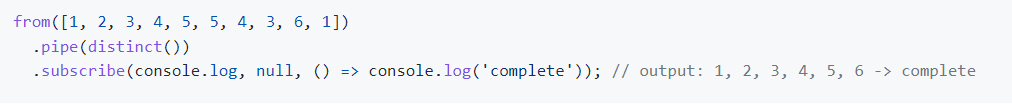 from([1, 2, 3, 4, 5, 5, 4, 3, 6, 1])
  .pipe(distinct())
  .subscribe(console.log, null, () => console.log('complete')); // output: 1, 2, 3, 4, 5, 6 -> complete